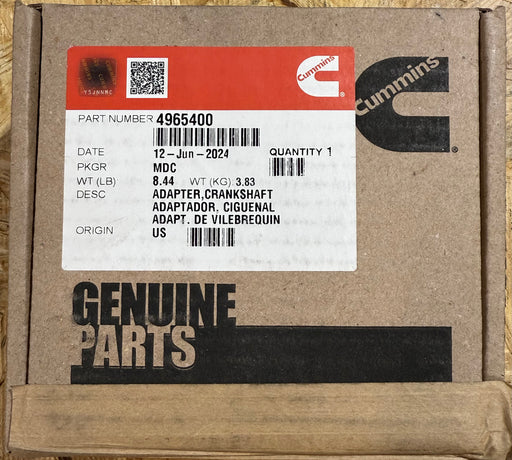 YSJNNMC
Cummins
Cummins
PART NUMBER 4965400
DATE 12-Jun-2024 QUANTITY 1
PKGR MDC
WT (LB) 8.44 WT (KG) 3.83
DESC ADAPTER,CRANKSHAFT
ADAPTADOR, CIGUENAL
ADAPT. DE VILEBREQUIN
ORIGIN US
GENUINE
PARTS